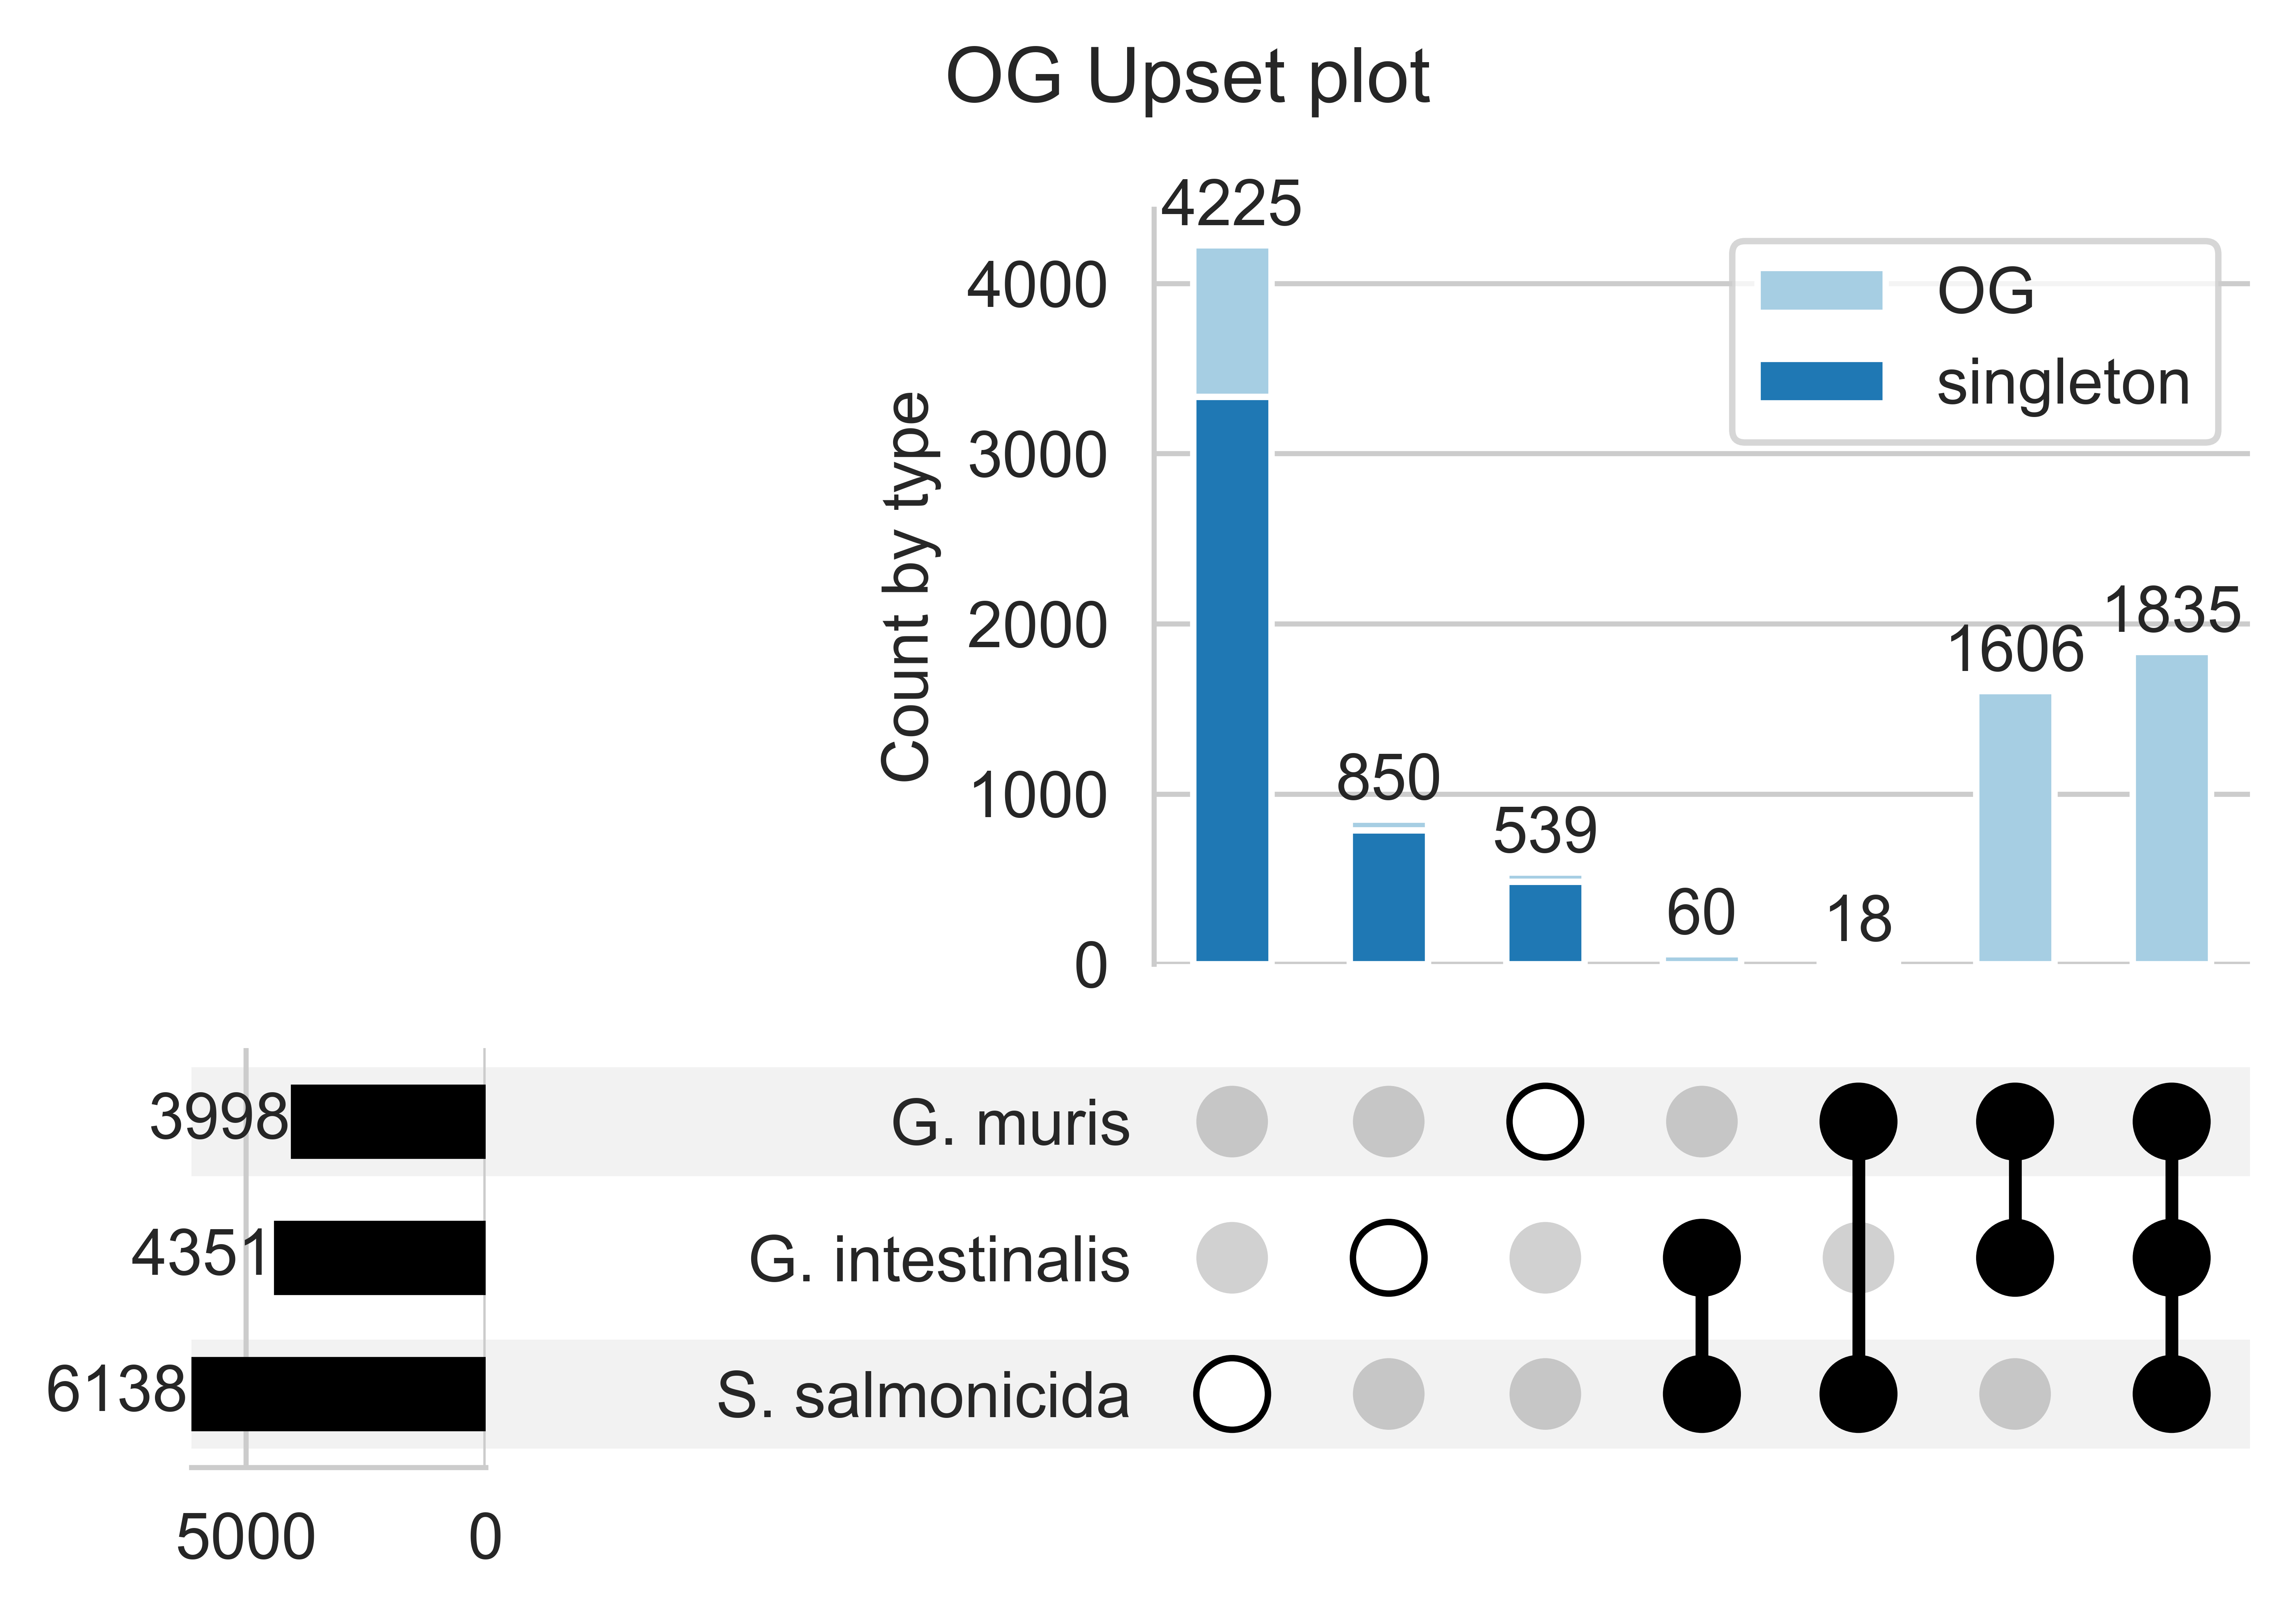 OG Upset plot
4225
4000
OG
singleton
3000
Count by type
2000
1835
1606
1000
850
539
60
18
0
3998
G. muris
4351
G. intestinalis
6138
S. salmonicida
5000
0